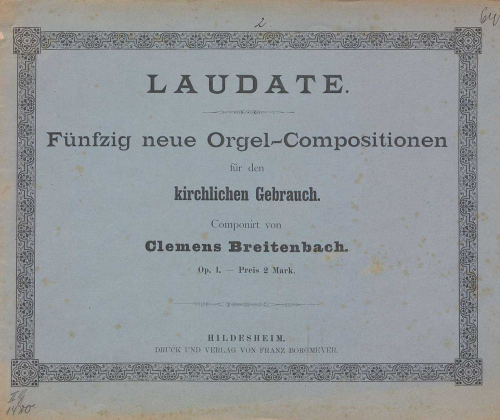 2
LAUDATE.
Fünfzig neue Orgel-Compositionen
für den
kirchlichen Gebrauch.
Componirt von
Clemens Breitenbach.
Op. 1. — Preis 2 Mark.
HILDESHEIM.
DRUCK UND VERLAG VON FRANZ BORGMEYER.